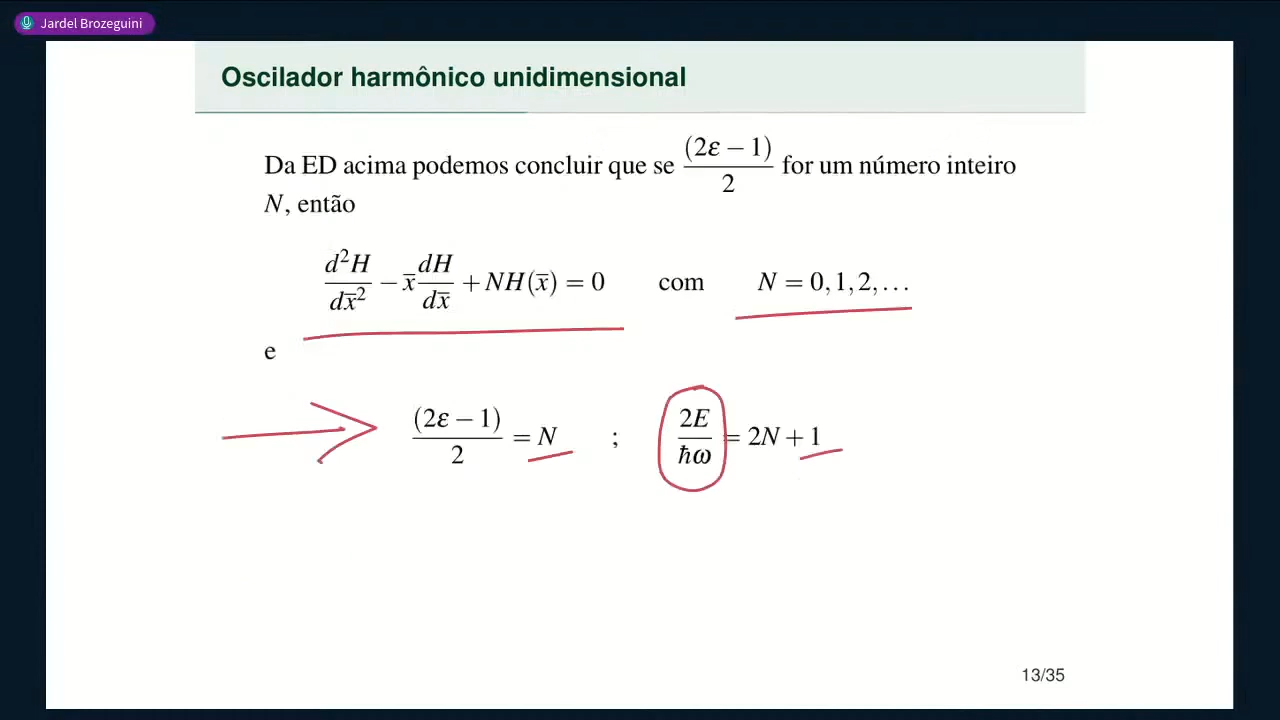 Jardel Brozeguini
Oscilador harmônico unidimensional
Da ED acima podemos concluir que se (2ε − 1)/2 for um número inteiro
N, então
d²H/dx̄² − x̄ dH/dx̄ + NH(x̄) = 0 com N = 0, 1, 2, …
e
(2ε − 1)/2 = N ; 2E/ħω = 2N + 1
13/35